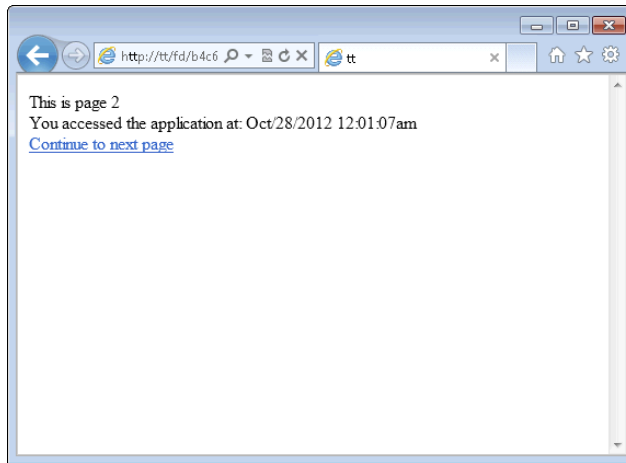 http://tt/fd/b4c6
tt
This is page 2
You accessed the application at: Oct/28/2012 12:01:07am
Continue to next page